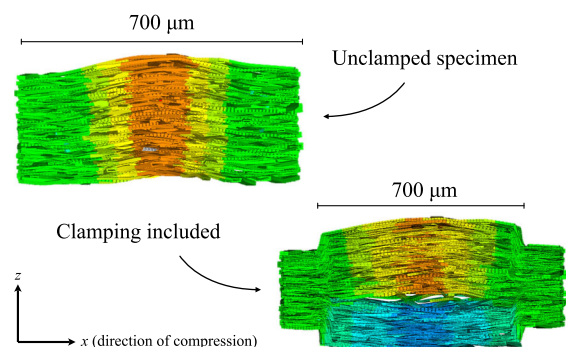 700 μm
Unclamped specimen
700 μm
Clamping included
z
x (direction of compression)